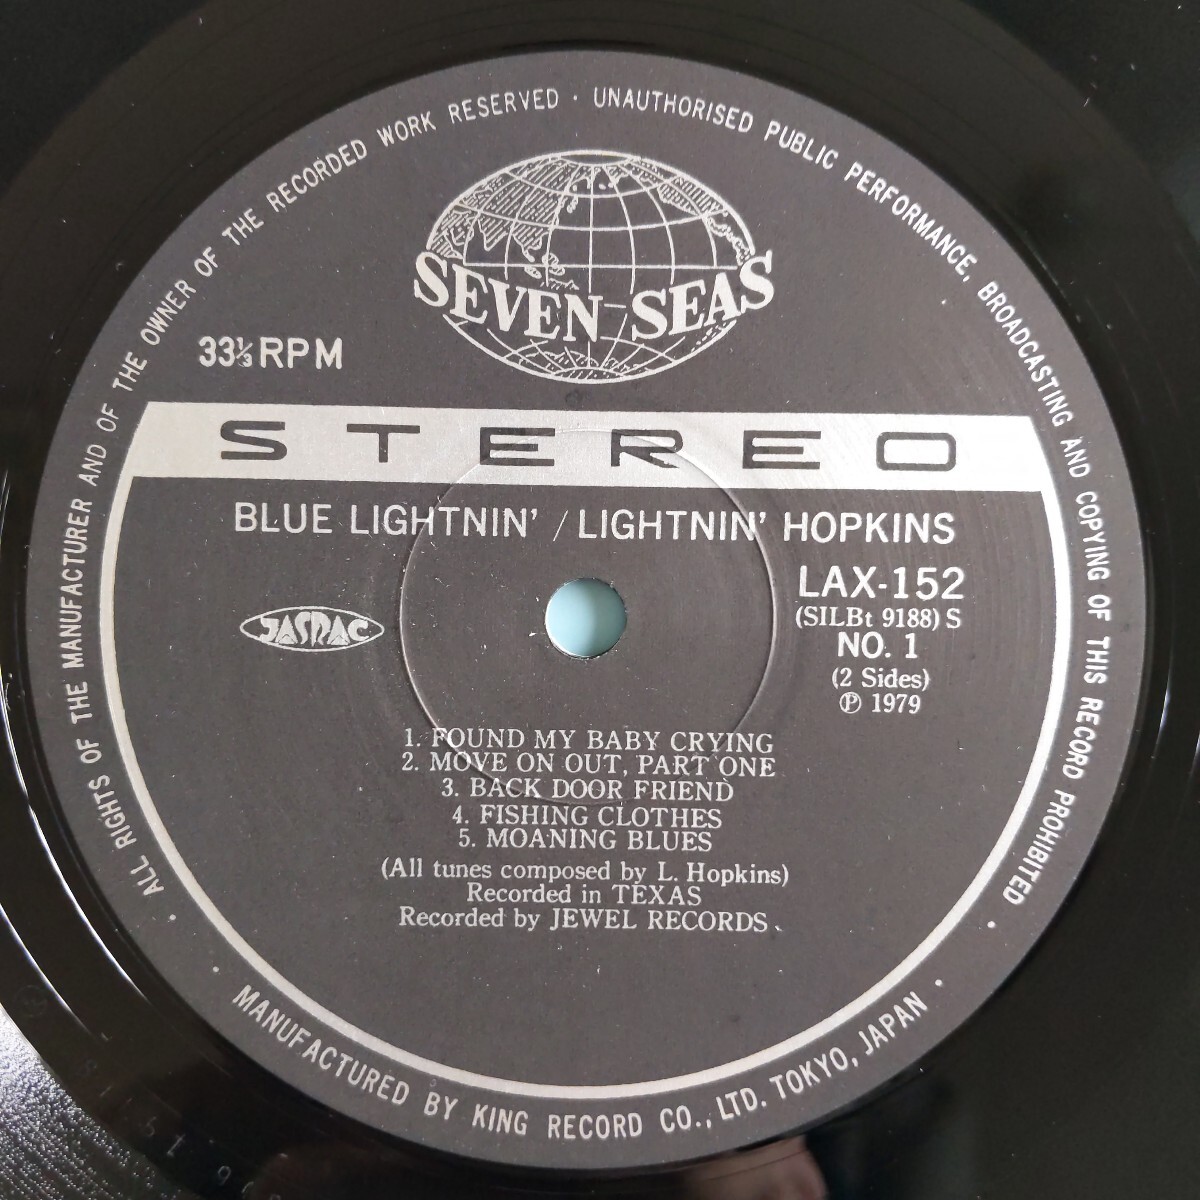 ALL RIGHTS OF THE MANUFACTURER AND OF THE OWNER OF THE RECORDED WORK RESERVED · UNAUTHORISED PUBLIC PERFORMANCE, BROADCASTING AND COPYING OF THIS RECORD PROHIBITED
SEVEN SEAS
33⅓ RPM
STEREO
BLUE LIGHTNIN' / LIGHTNIN' HOPKINS
JASRAC
LAX-152
(SILBt 9188) S
NO. 1
(2 Sides)
Ⓟ 1979
1. FOUND MY BABY CRYING
2. MOVE ON OUT, PART ONE
3. BACK DOOR FRIEND
4. FISHING CLOTHES
5. MOANING BLUES
(All tunes composed by L. Hopkins)
Recorded in TEXAS
Recorded by JEWEL RECORDS
· MANUFACTURED BY KING RECORD CO., LTD. TOKYO, JAPAN ·